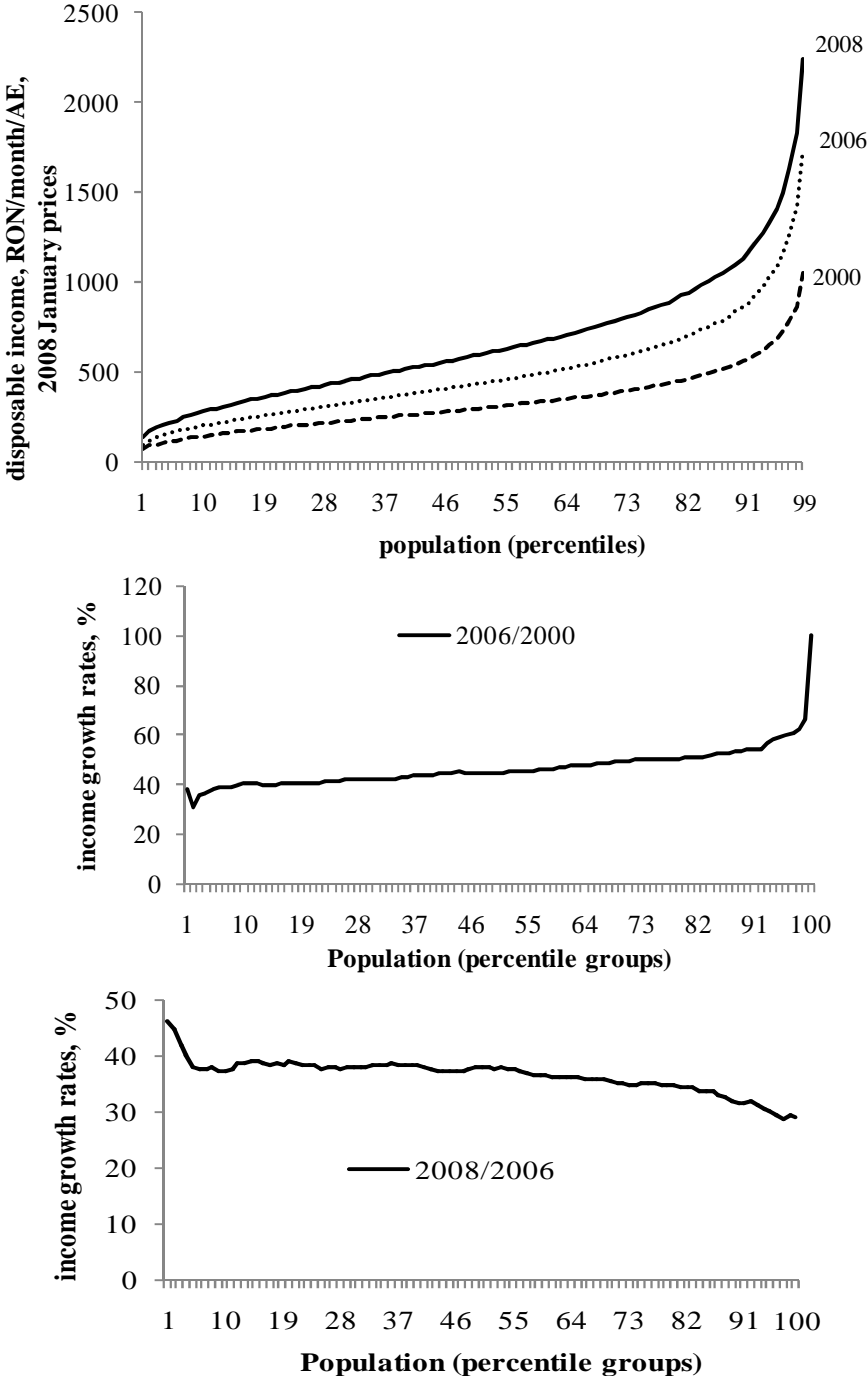 2500
2000
1500
1000
500
0
disposable income, RON/month/AE,
2008 January prices
2008
2006
2000
1 10 19 28 37 46 55 64 73 82 91 99
population (percentiles)
120
100
80
60
40
20
0
income growth rates, %
2006/2000
1 10 19 28 37 46 55 64 73 82 91 100
Population (percentile groups)
50
40
30
20
10
0
income growth rates, %
2008/2006
1 10 19 28 37 46 55 64 73 82 91 100
Population (percentile groups)